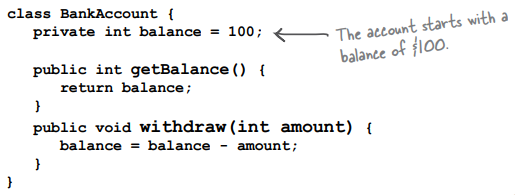 class BankAccount {
private int balance = 100;
The account starts with a
balance of $100.
public int getBalance() {
return balance;
}
public void withdraw(int amount) {
balance = balance - amount;
}
}